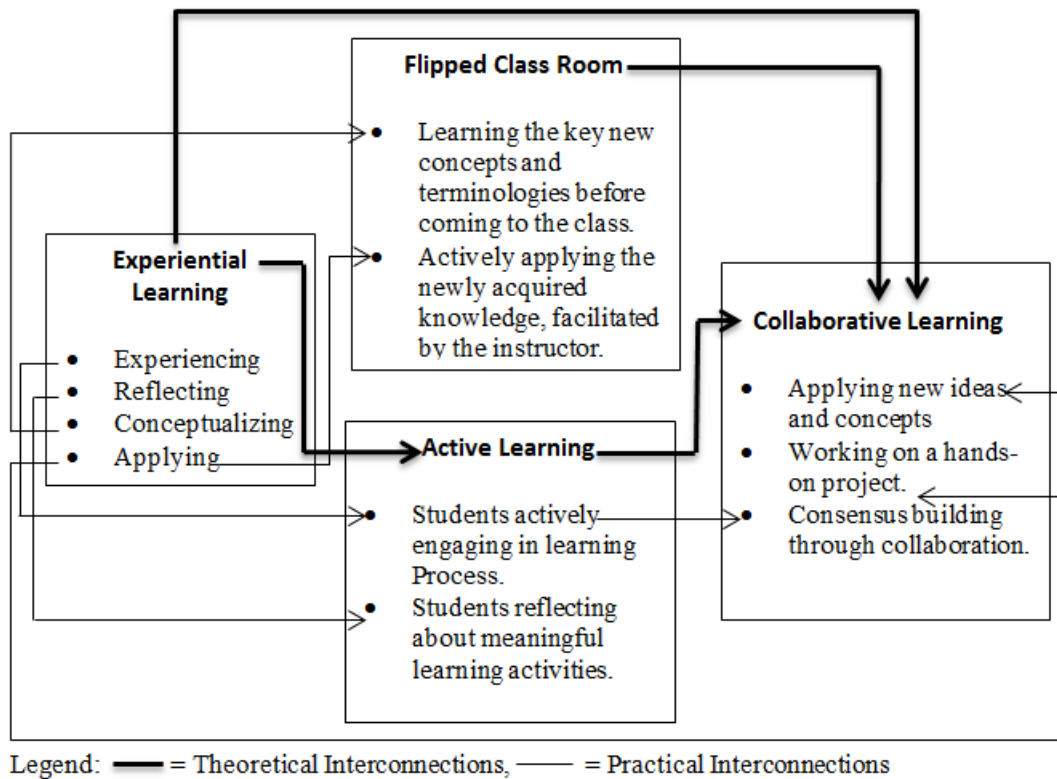 Flipped Class Room
• Learning the key new
concepts and
terminologies before
coming to the class.
• Actively applying the
newly acquired
knowledge, facilitated
by the instructor.
Experiential
Learning
• Experiencing
• Reflecting
• Conceptualizing
• Applying
Active Learning
• Students actively
engaging in learning
Process.
• Students reflecting
about meaningful
learning activities.
Collaborative Learning
• Applying new ideas
and concepts
• Working on a hands-
on project.
• Consensus building
through collaboration.
Legend: = Theoretical Interconnections, = Practical Interconnections